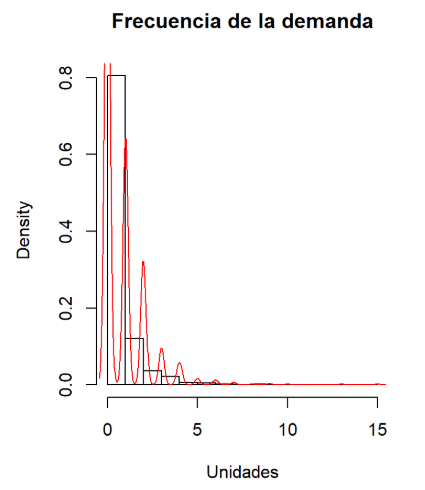 Frecuencia de la demanda
Density
0.0 0.2 0.4 0.6 0.8
0 5 10 15
Unidades